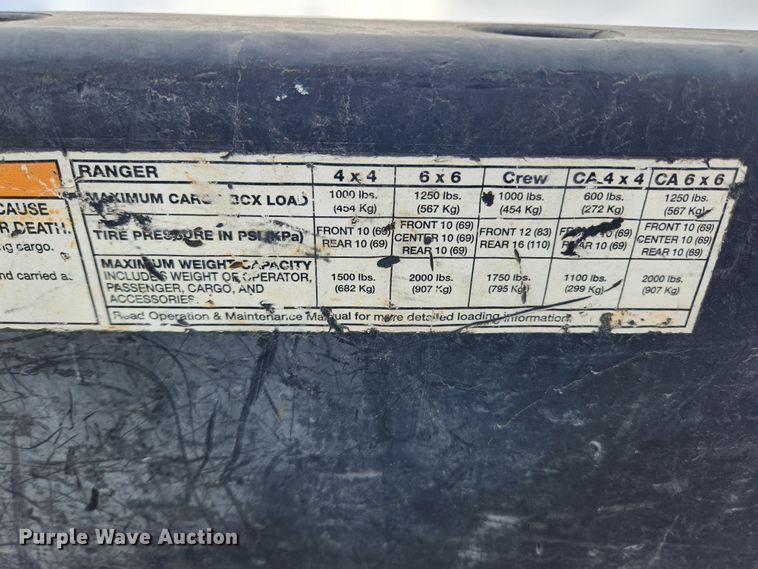 CAUSE
R DEATH.
ng cargo.
nd carried a
RANGER 4 x 4 6 x 6 Crew CA 4 x 4 CA 6 x 6
MAXIMUM CARGO BOX LOAD 1000 lbs. 1250 lbs. 1000 lbs. 600 lbs. 1250 lbs.
(454 Kg) (567 Kg) (454 Kg) (272 Kg) (567 Kg)
TIRE PRESSURE IN PSI (KPa) FRONT 10 (69) FRONT 10 (69) FRONT 12 (83) FRONT 10 (69) FRONT 10 (69)
REAR 10 (69) CENTER 10 (69) REAR 16 (110) REAR 10 (69) CENTER 10 (69)
REAR 10 (69) REAR 10 (69)
MAXIMUM WEIGHT CAPACITY
INCLUDES WEIGHT OF OPERATOR, 1500 lbs. 2000 lbs. 1750 lbs. 1100 lbs. 2000 lbs.
PASSENGER, CARGO, AND (682 Kg) (907 Kg) (795 Kg) (299 Kg) (907 Kg)
ACCESSORIES.
Read Operation & Maintenance Manual for more detailed loading information.
Purple Wave Auction®